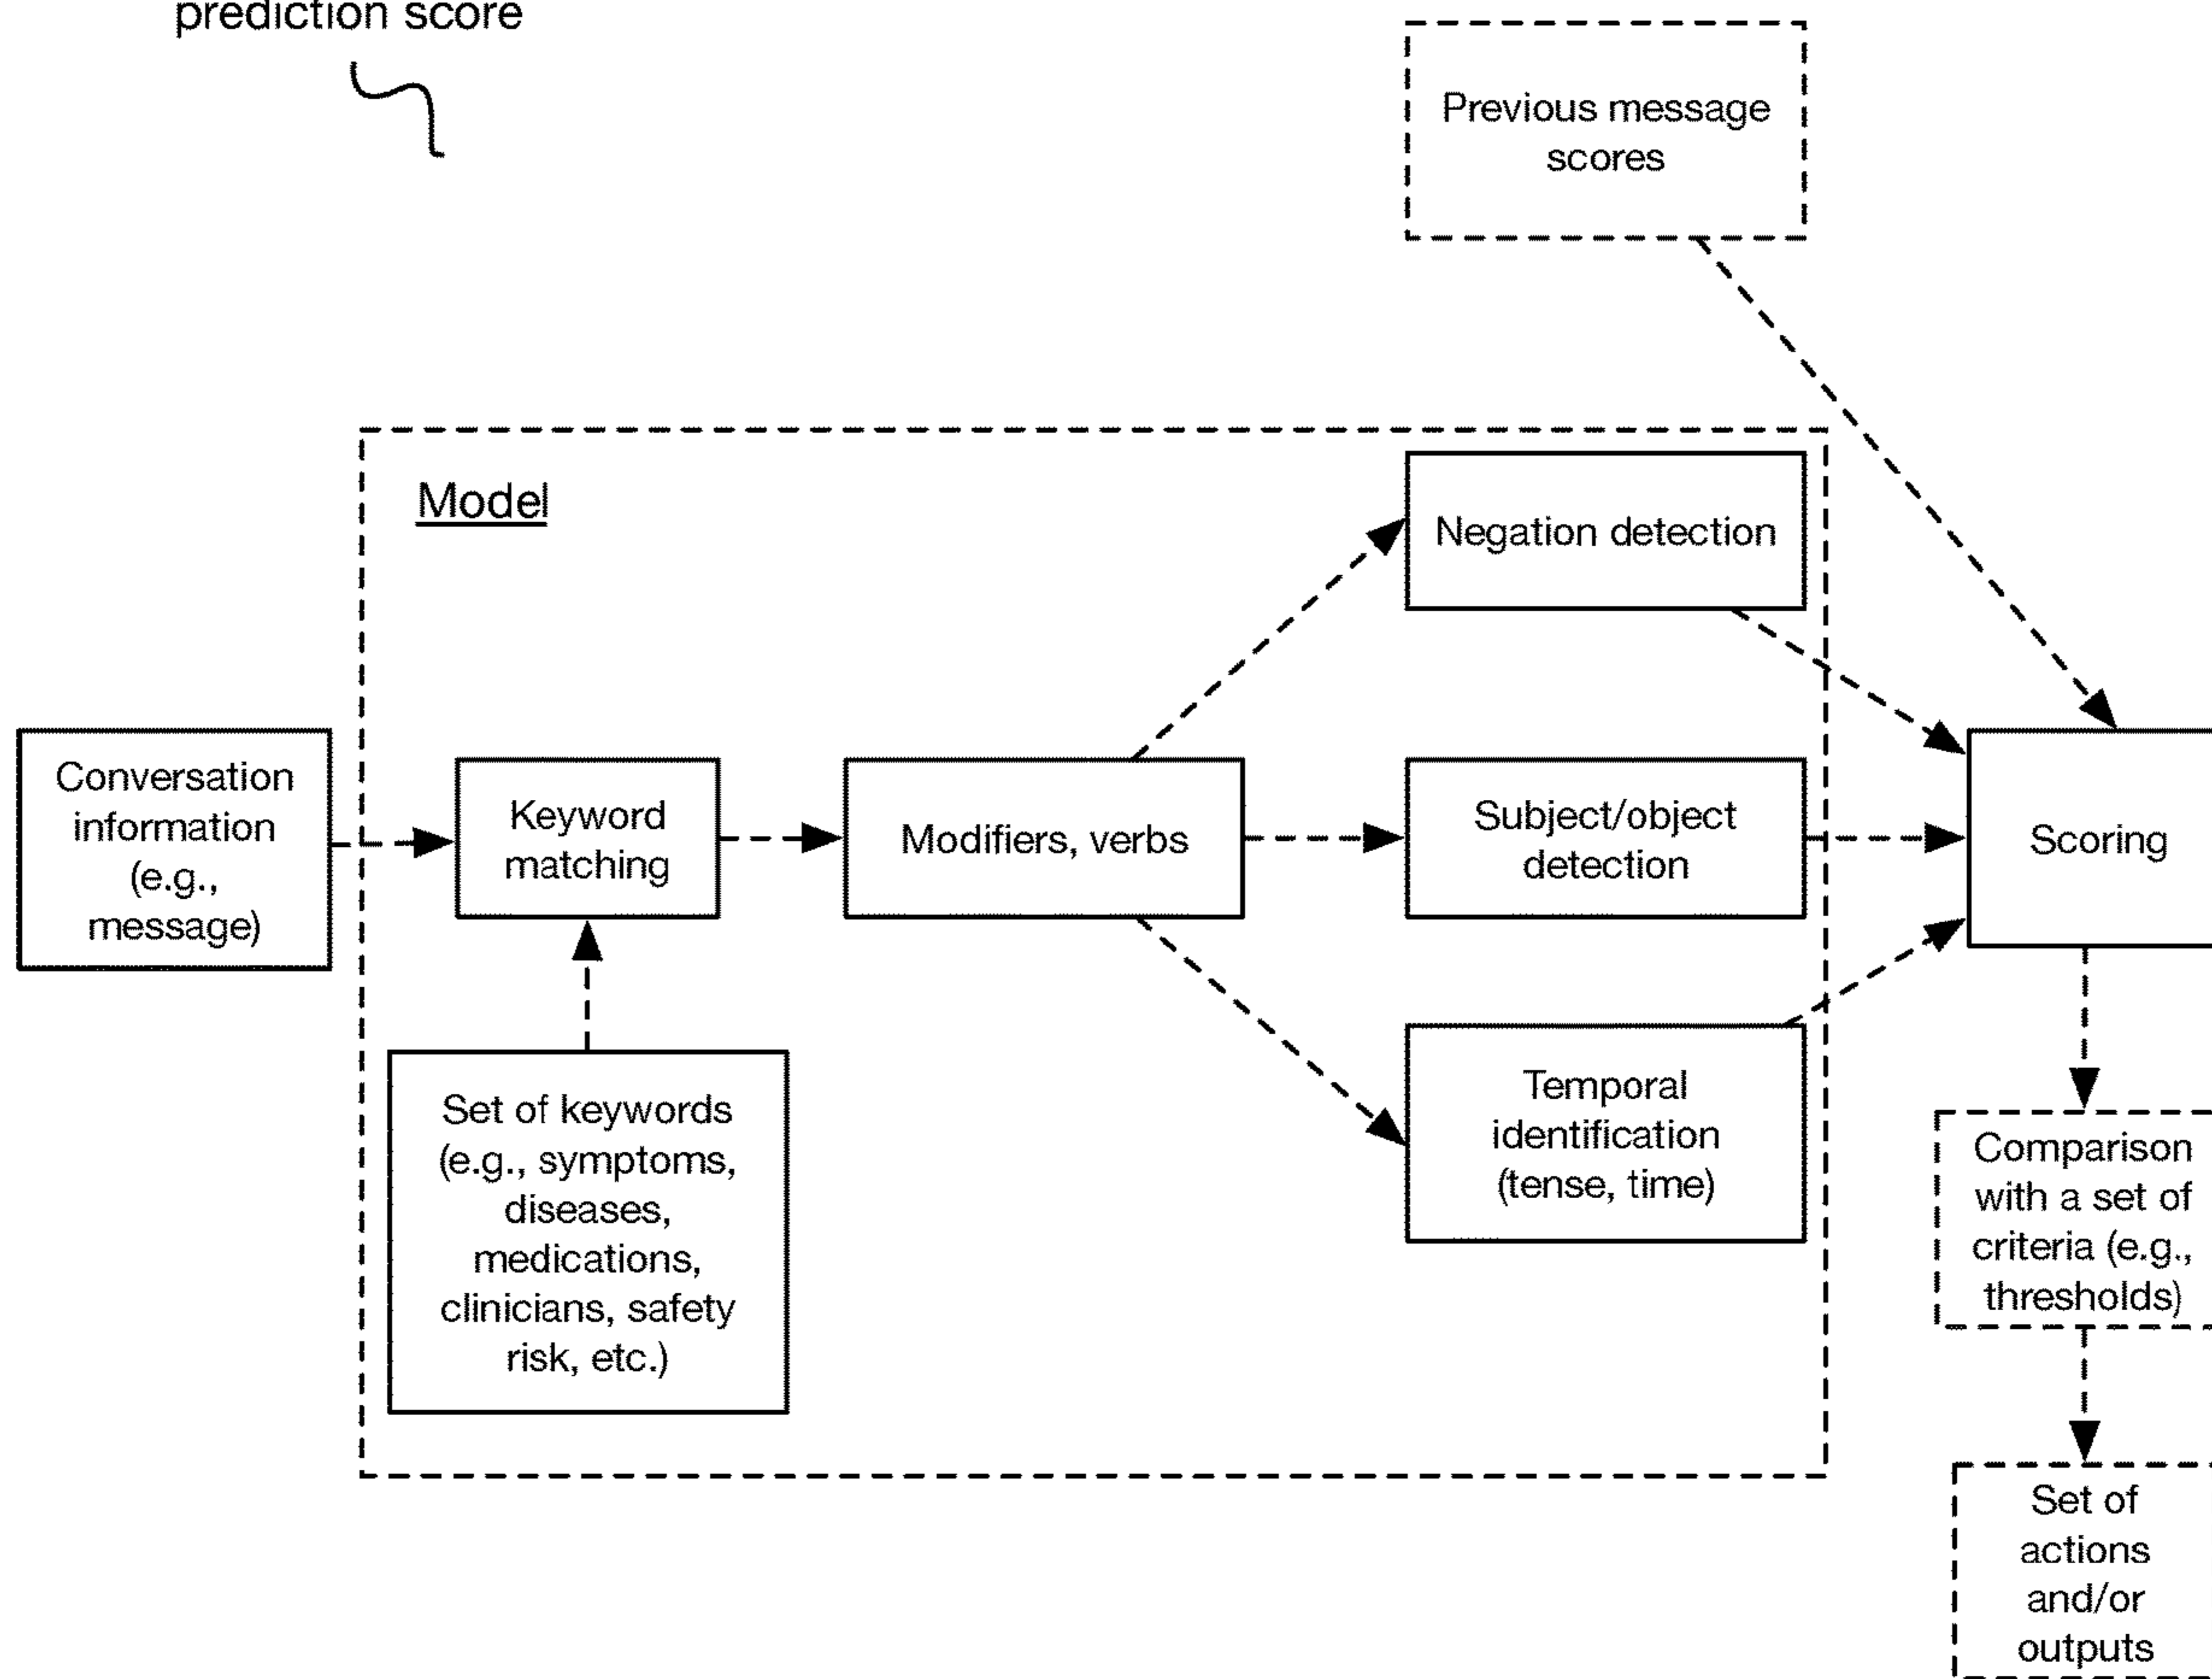 prediction score
Previous message
scores
Model
Negation detection
Conversation
information
(e.g.,
message)
Keyword
matching
Modifiers, verbs
Subject/object
detection
Scoring
Set of keywords
(e.g., symptoms,
diseases,
medications,
clinicians, safety
risk, etc.)
Temporal
identification
(tense, time)
Comparison
with a set of
criteria (e.g.,
thresholds)
Set of
actions
and/or
outputs